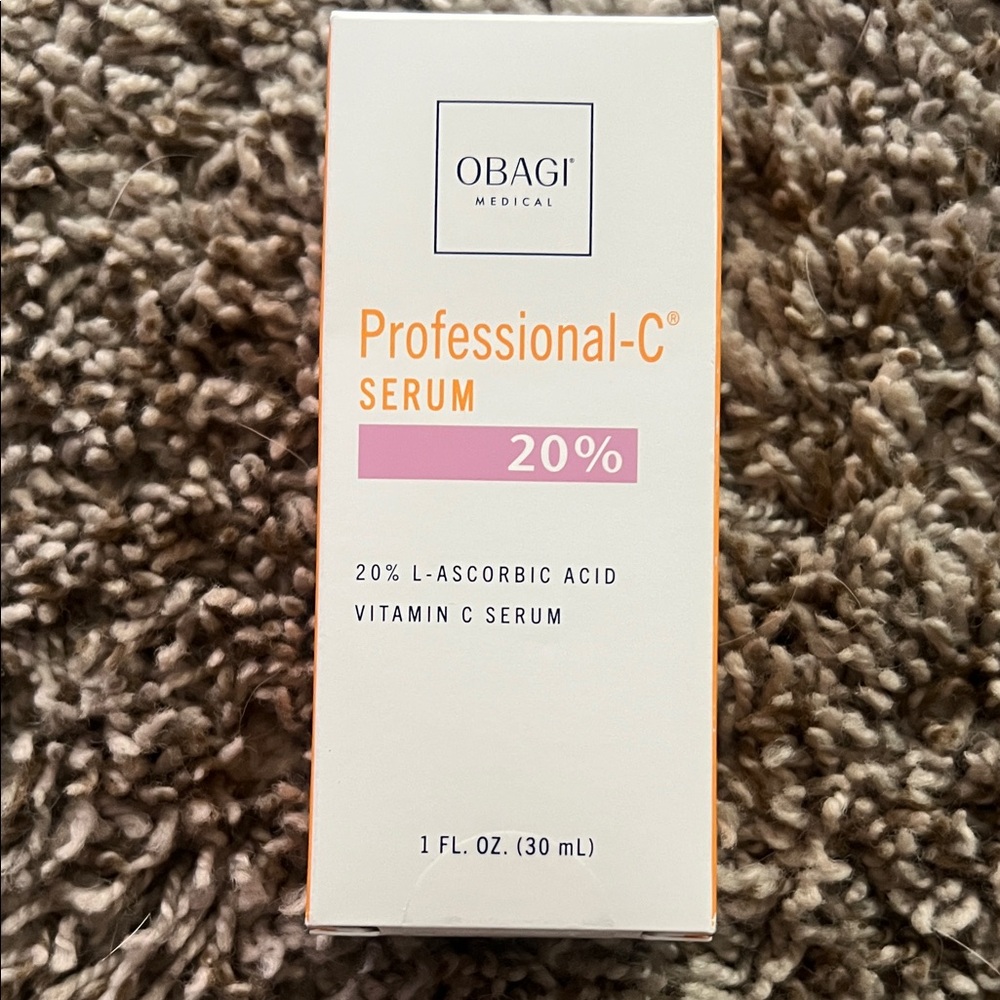 OBAGI®
MEDICAL
Professional-C®
SERUM
20%
20% L-ASCORBIC ACID
VITAMIN C SERUM
1 FL. OZ. (30 mL)